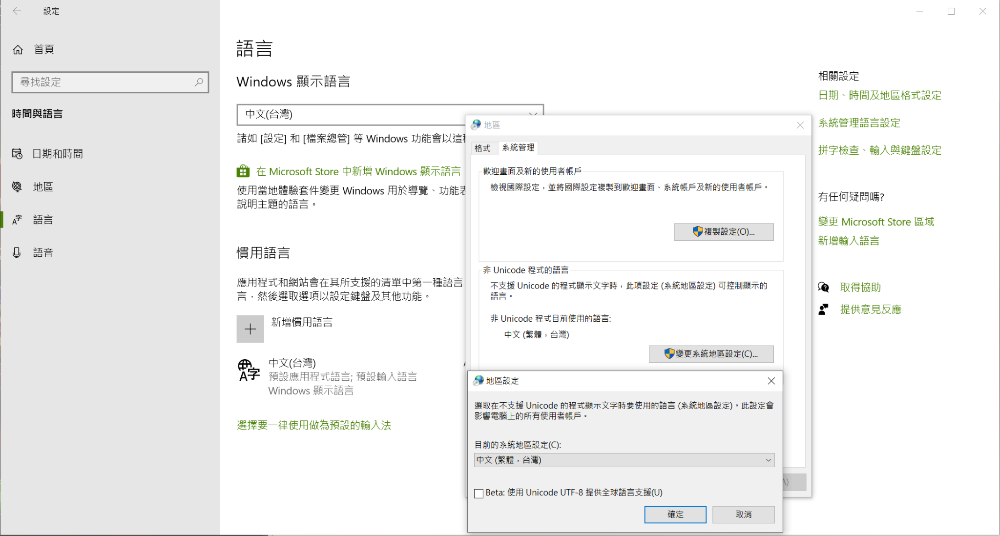 設定
首頁
尋找設定
時間與語言
日期和時間
地區
語言
語音
語言
Windows 顯示語言
中文(台灣)
諸如 [設定] 和 [檔案總管] 等 Windows 功能會以這
在 Microsoft Store 中新增 Windows 顯示語言
使用當地體驗套件變更 Windows 用於導覽、功能表
說明主題的語言。
慣用語言
應用程式和網站會在其所支援的清單中第一種語言
言，然後選取選項以設定鍵盤及其他功能。
新增慣用語言
中文(台灣)
預設應用程式語言; 預設輸入語言
Windows 顯示語言
選擇要一律使用做為預設的輸入法
地區
格式
系統管理
歡迎畫面及新的使用者帳戶
檢視國際設定，並將國際設定複製到歡迎畫面、系統帳戶及新的使用者帳戶。
複製設定(O)...
非 Unicode 程式的語言
不支援 Unicode 的程式顯示文字時，此項設定 (系統地區設定) 可控制顯示的
語言。
非 Unicode 程式目前使用的語言:
中文 (繁體，台灣)
變更系統地區設定(C)...
地區設定
選取在不支援 Unicode 的程式顯示文字時要使用的語言 (系統地區設定)。此設定會
影響電腦上的所有使用者帳戶。
目前的系統地區設定(C):
中文 (繁體，台灣)
Beta: 使用 Unicode UTF-8 提供全球語言支援(U)
確定
取消
A)
相關設定
日期、時間及地區格式設定
系統管理語言設定
拼字檢查、輸入與鍵盤設定
有任何疑問嗎?
變更 Microsoft Store 區域
新增輸入語言
取得協助
提供意見反應